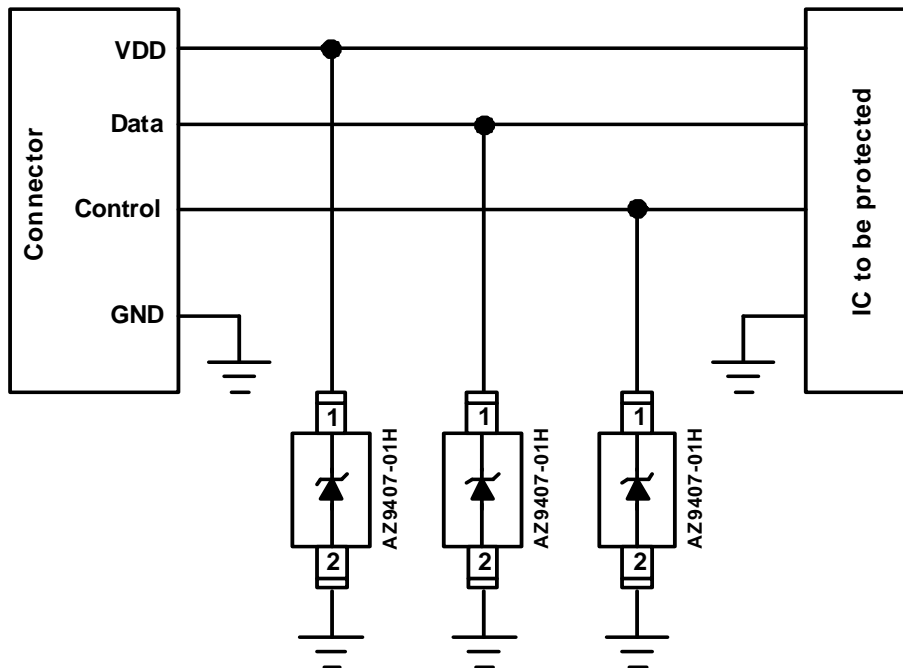 Connector
VDD
Data
Control
GND
IC to be protected
1
2
AZ9407-01H
1
2
AZ9407-01H
1
2
AZ9407-01H